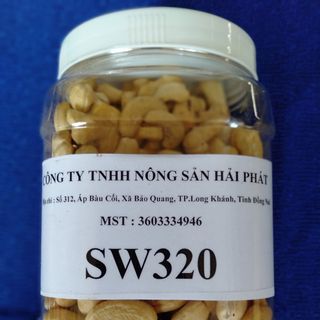 CÔNG TY TNHH NÔNG SẢN HẢI PHÁT
chỉ : Số 312, Ấp Bàu Cối, Xã Bảo Quang, TP.Long Khánh, Tỉnh Đồng Nai
MST : 3603334946
SW320